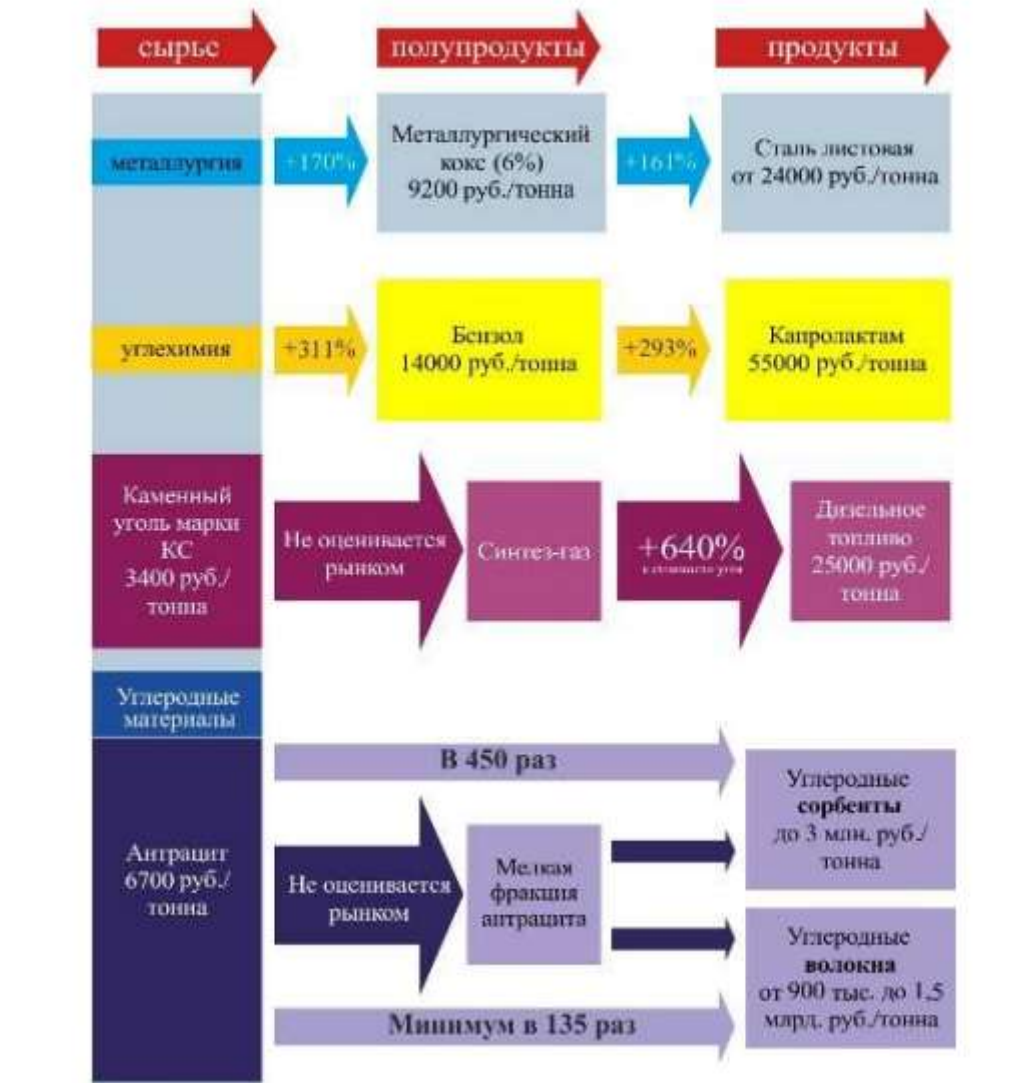 сырье
полупродукты
продукты
металлургия
+170%
Металлургический
кокс (6%)
9200 руб./тонна
+161%
Сталь листовая
от 24000 руб./тонна
углехимия
+311%
Бензол
14000 руб./тонна
+293%
Капролактам
55000 руб./тонна
Каменный
уголь марки
КС
3400 руб./
тонна
Не оценивается
рынком
Синтез-газ
+640%
к стоимости угля
Дизельное
топливо
25000 руб./
тонна
Углеродные
материалы
Антрацит
6700 руб./
тонна
В 450 раз
Не оценивается
рынком
Мелкая
фракция
антрацита
Углеродные
сорбенты
до 3 млн. руб./
тонна
Углеродные
волокна
от 900 тыс. до 1,5
млрд. руб./тонна
Минимум в 135 раз